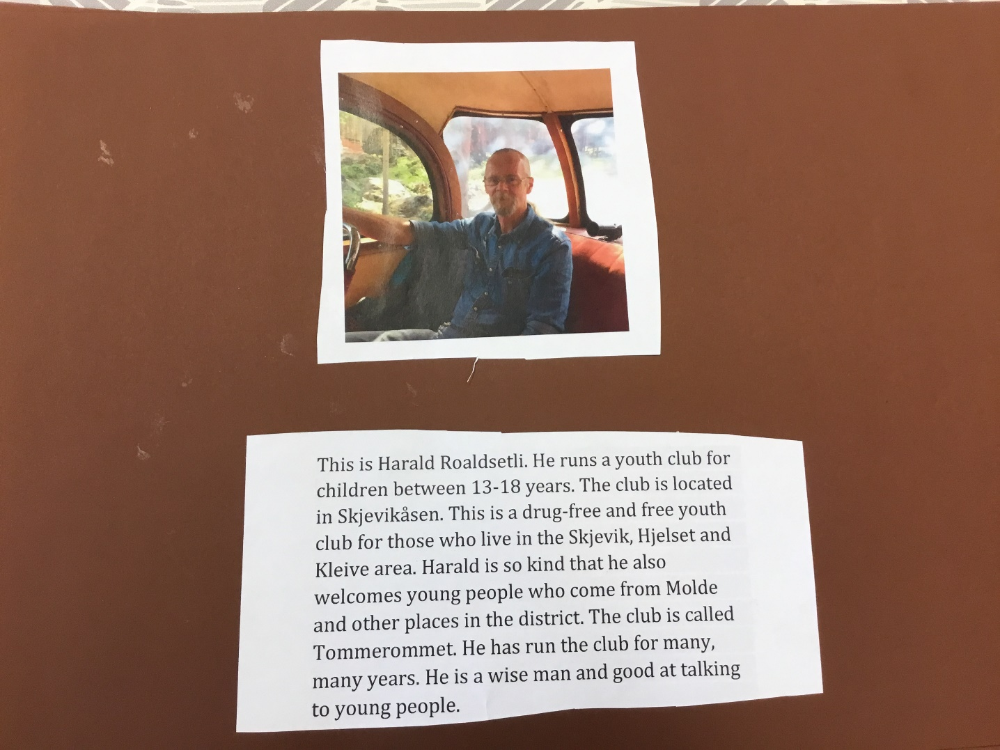 This is Harald Roaldsetli. He runs a youth club for
children between 13-18 years. The club is located
in Skjevikåsen. This is a drug-free and free youth
club for those who live in the Skjevik, Hjelset and
Kleive area. Harald is so kind that he also
welcomes young people who come from Molde
and other places in the district. The club is called
Tommerommet. He has run the club for many,
many years. He is a wise man and good at talking
to young people.